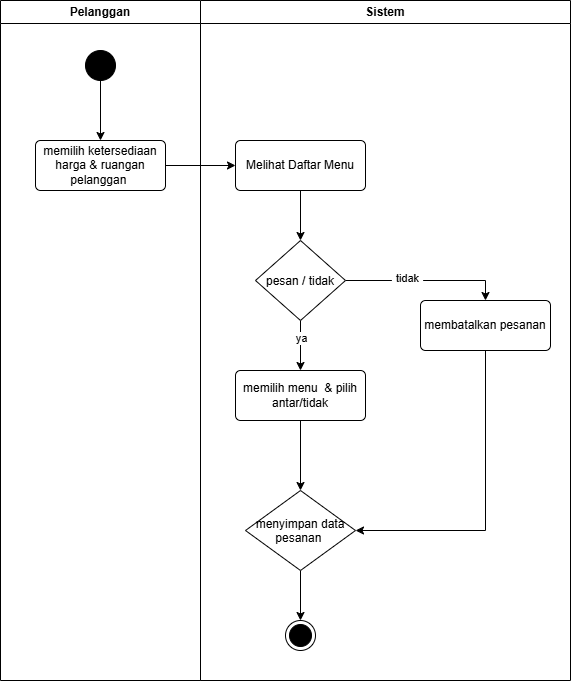 Pelanggan
Sistem
memilih ketersediaan
harga & ruangan
pelanggan
Melihat Daftar Menu
pesan / tidak
tidak
membatalkan pesanan
ya
memilih menu & pilih
antar/tidak
menyimpan data
pesanan